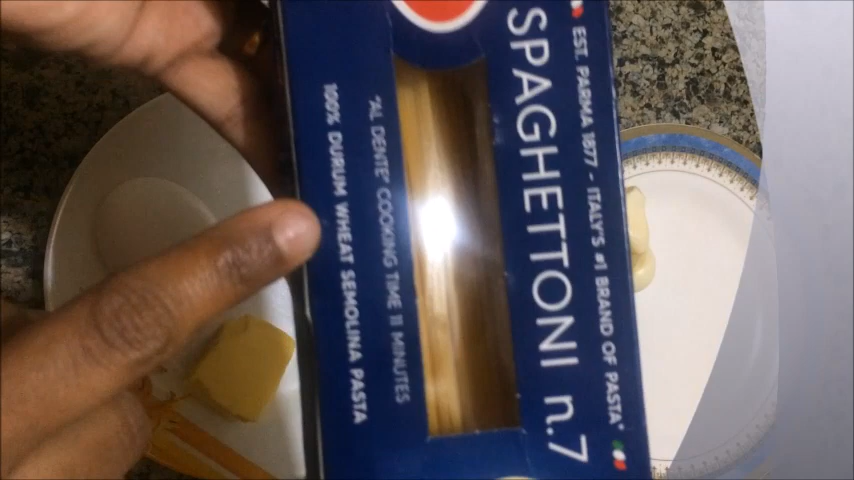 EST. PARMA 1877 - ITALY'S #1 BRAND OF PASTA*
SPAGHETTONI n.7
"AL DENTE" COOKING TIME 11 MINUTES
100% DURUM WHEAT SEMOLINA PASTA